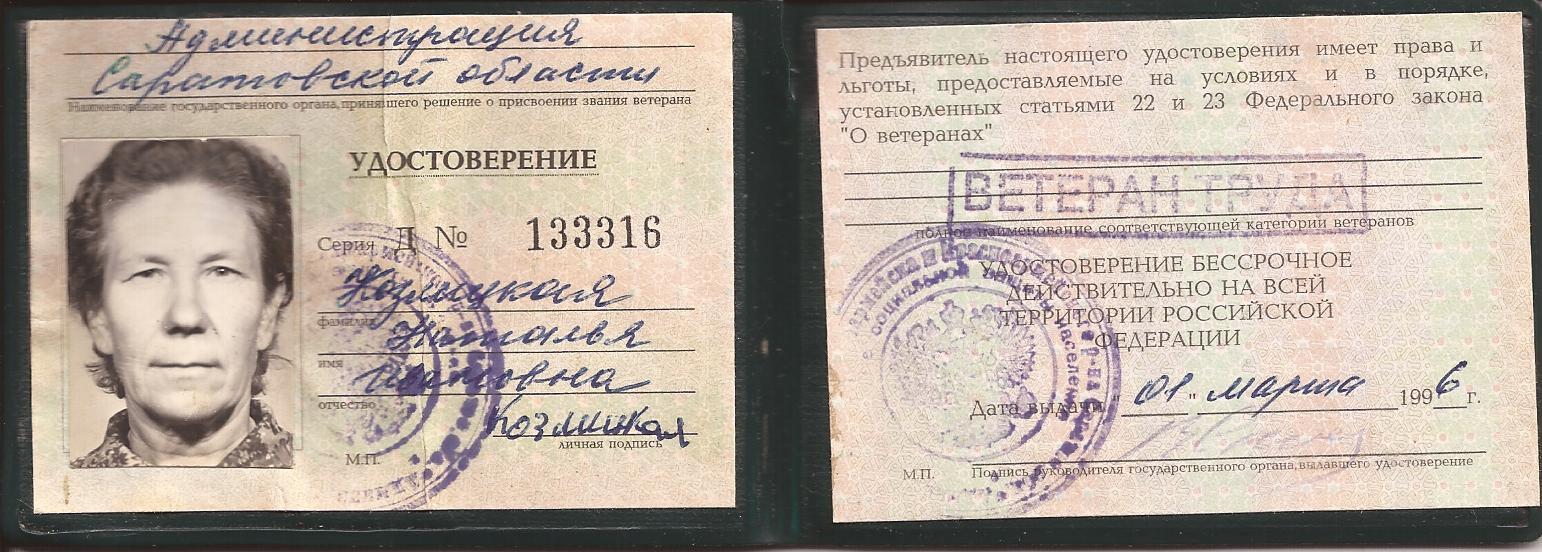 Администрация
Саратовской области
Наименование государственного органа, принявшего решение о присвоении звания ветерана
УДОСТОВЕРЕНИЕ
Серия Д № 133316
Козлицкая
фамилия
Наталья
имя
Ивановна
отчество
личная подпись
М.П.
Предъявитель настоящего удостоверения имеет права и
льготы, предоставляемые на условиях и в порядке,
установленных статьями 22 и 23 Федерального закона
"О ветеранах"
ВЕТЕРАН ТРУДА
полное наименование соответствующей категории ветеранов
УДОСТОВЕРЕНИЕ БЕССРОЧНОЕ
ДЕЙСТВИТЕЛЬНО НА ВСЕЙ
ТЕРРИТОРИИ РОССИЙСКОЙ
ФЕДЕРАЦИИ
Дата выдачи "01" марта 1996 г.
М.П.
Подпись руководителя государственного органа, выдавшего удостоверение
социальной
населения